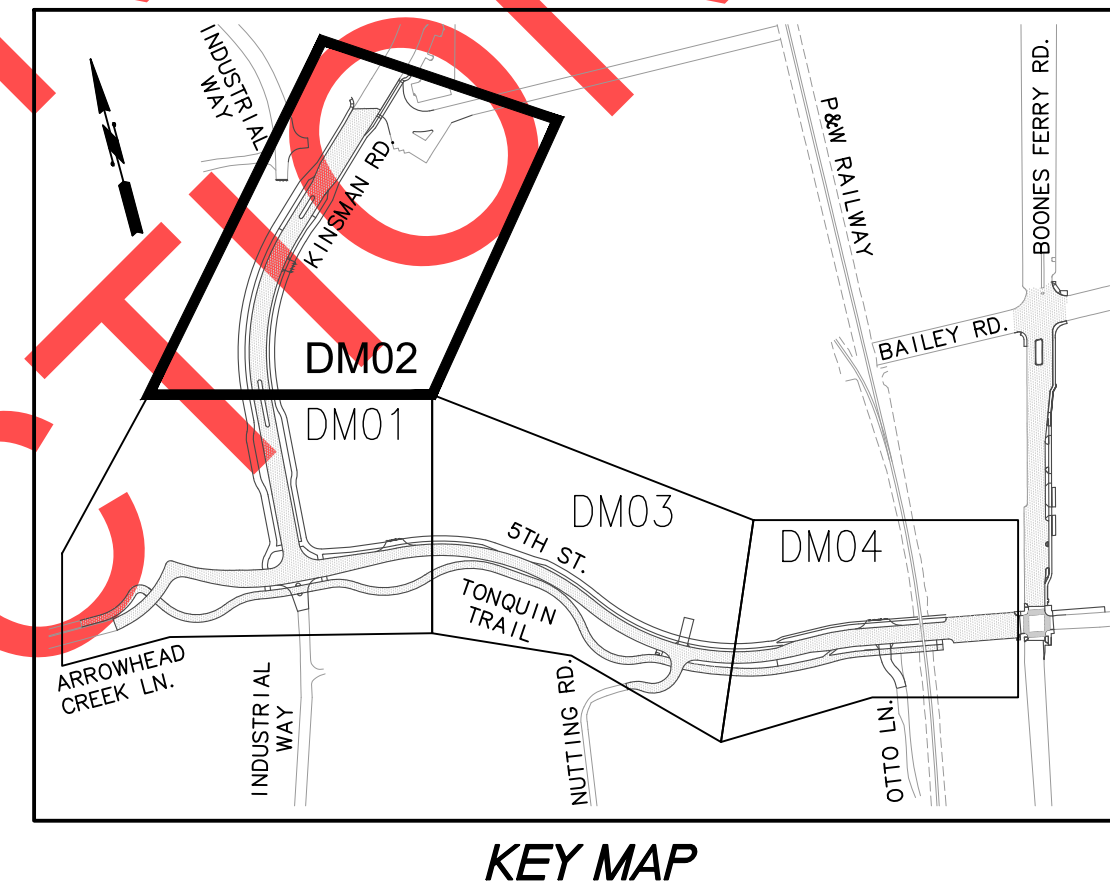 INDUSTRIAL
WAY
P&W RAILWAY
BOONES FERRY RD.
KINSMAN RD.
BAILEY RD.
DM02
DM01
DM03
DM04
5TH ST.
TONQUIN
TRAIL
ARROWHEAD
CREEK LN.
INDUSTRIAL
WAY
NUTTING RD.
OTTO LN.
KEY MAP